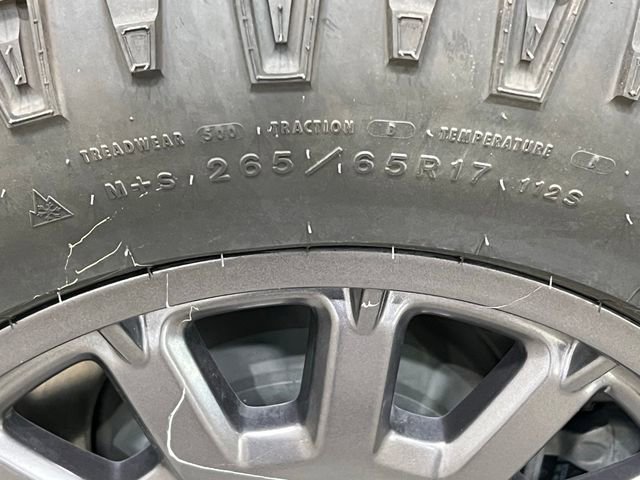 TREADWEAR 500 TRACTION B TEMPERATURE A
M+S 265/65R17 112S